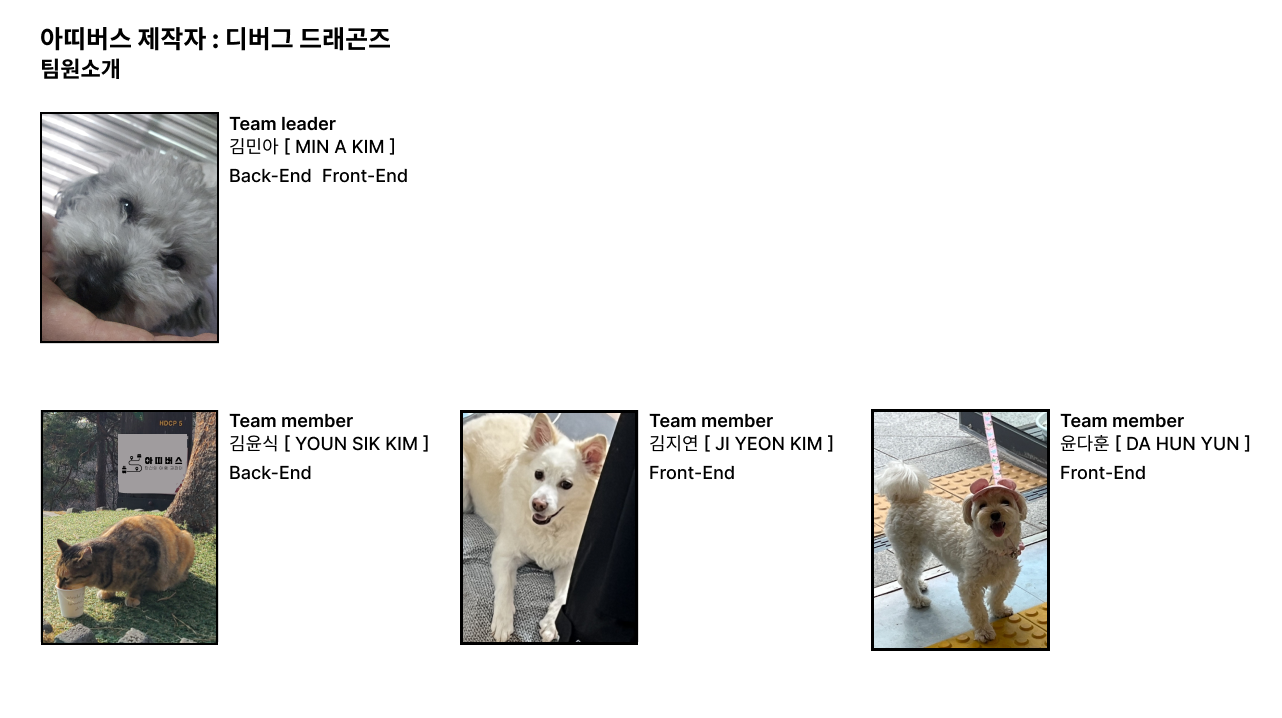 아띠버스 제작자 : 디버그 드래곤즈
팀원소개
Team leader
김민아 [ MIN A KIM ]
Back-End Front-End
Team member
김윤식 [ YOUN SIK KIM ]
Back-End
HDCP 5
아띠버스
Team member
김지연 [ JI YEON KIM ]
Front-End
Team member
윤다훈 [ DA HUN YUN ]
Front-End